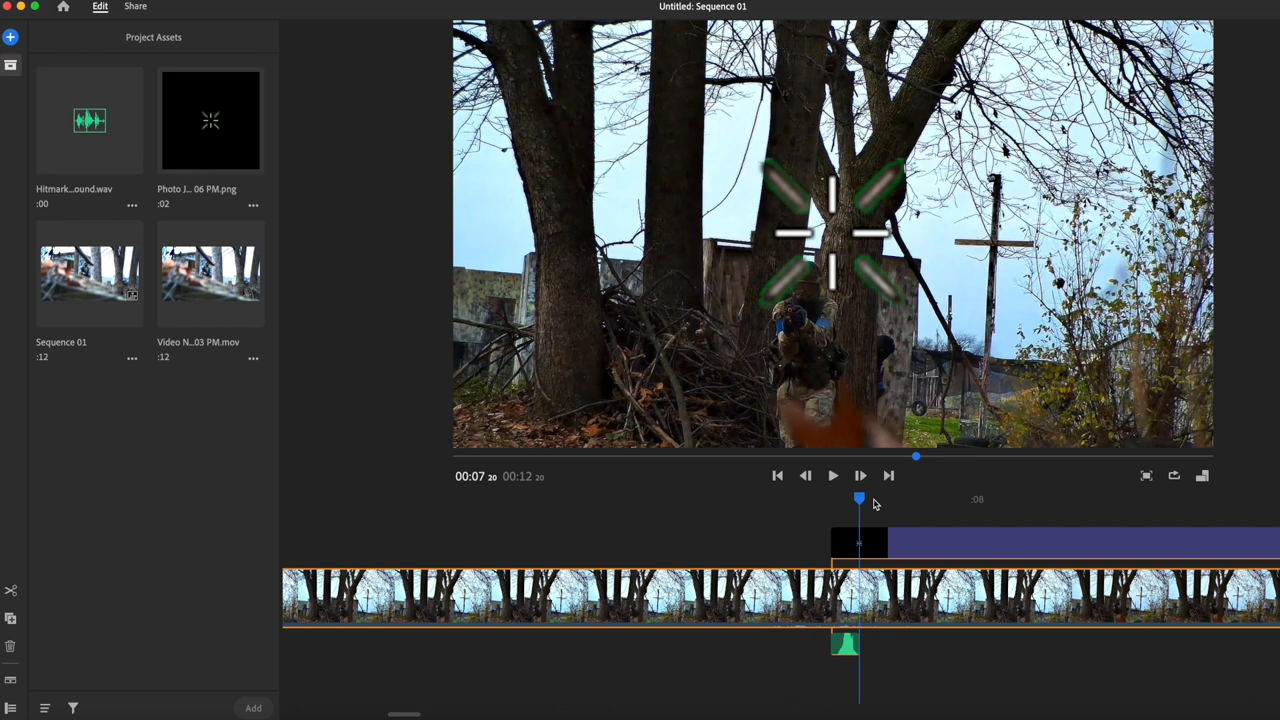 Edit
Share
Untitled: Sequence 01
Project Assets
Hitmark...ound.wav
:00
Photo J... 06 PM.png
:02
Sequence 01
:12
Video N...03 PM.mov
:12
00:07 20
00:12 20
:08
Add